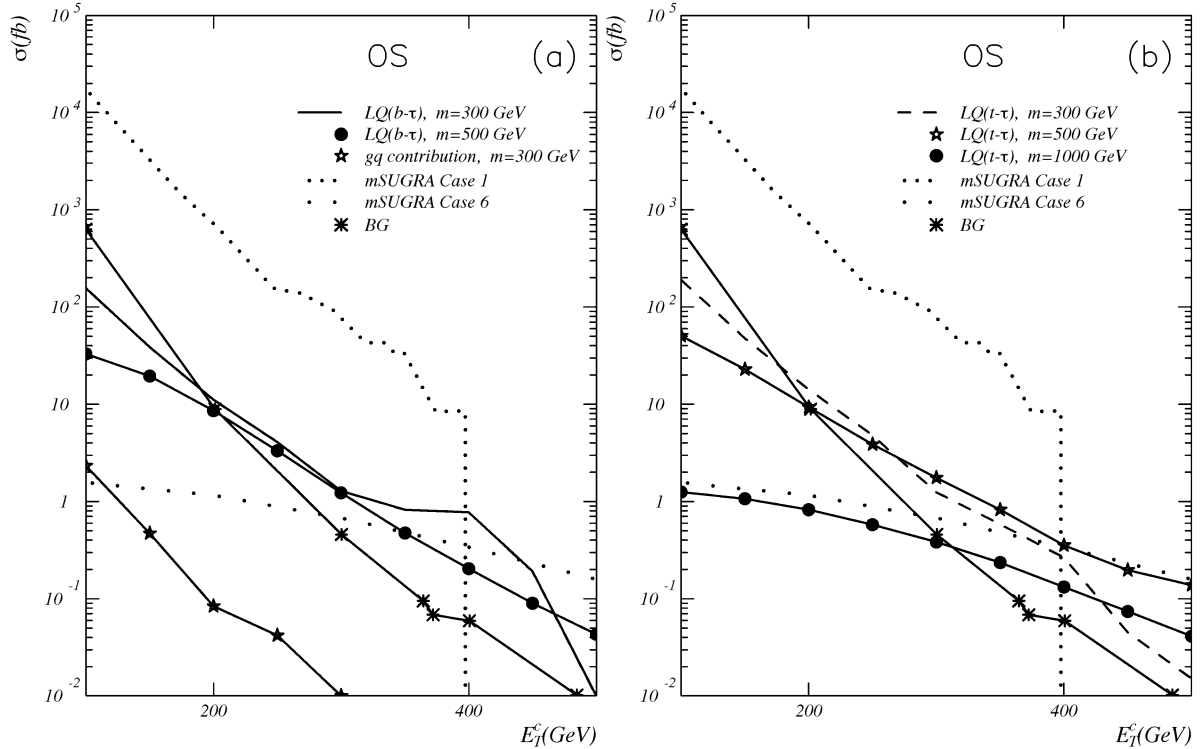 σ(fb)
OS
(a)
LQ(b-τ), m=300 GeV
LQ(b-τ), m=500 GeV
gq contribution, m=300 GeV
mSUGRA Case 1
mSUGRA Case 6
BG
10^5
10^4
10^3
10^2
10
1
10^-1
10^-2
200
400
E_T^c(GeV)
σ(fb)
OS
(b)
LQ(t-τ), m=300 GeV
LQ(t-τ), m=500 GeV
LQ(t-τ), m=1000 GeV
mSUGRA Case 1
mSUGRA Case 6
BG
10^5
10^4
10^3
10^2
10
1
10^-1
10^-2
200
400
E_T^c(GeV)